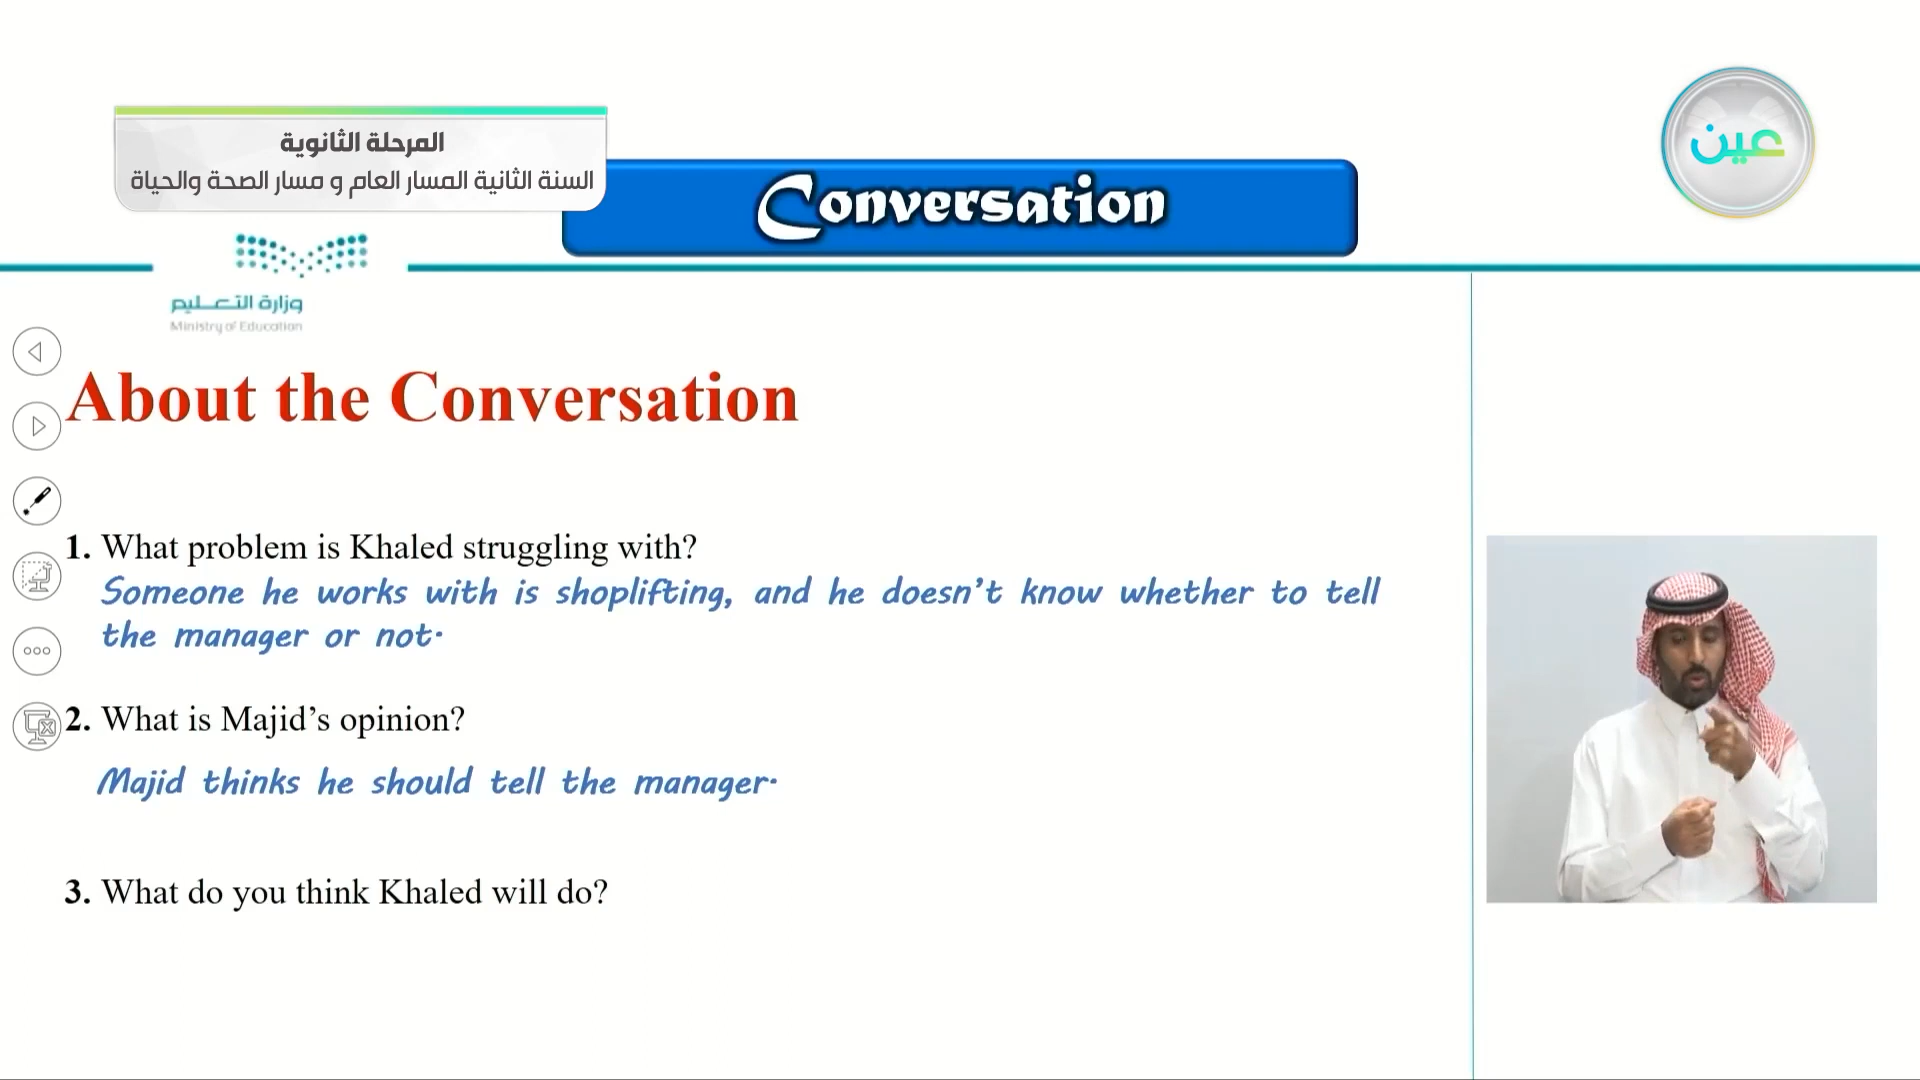 المرحلة الثانوية
السنة الثانية المسار العام و مسار الصحة والحياة
Conversation
عين
وزارة التعليم
Ministry of Education
About the Conversation
1. What problem is Khaled struggling with?
Someone he works with is shoplifting, and he doesn't know whether to tell
the manager or not.
2. What is Majid's opinion?
Majid thinks he should tell the manager.
3. What do you think Khaled will do?